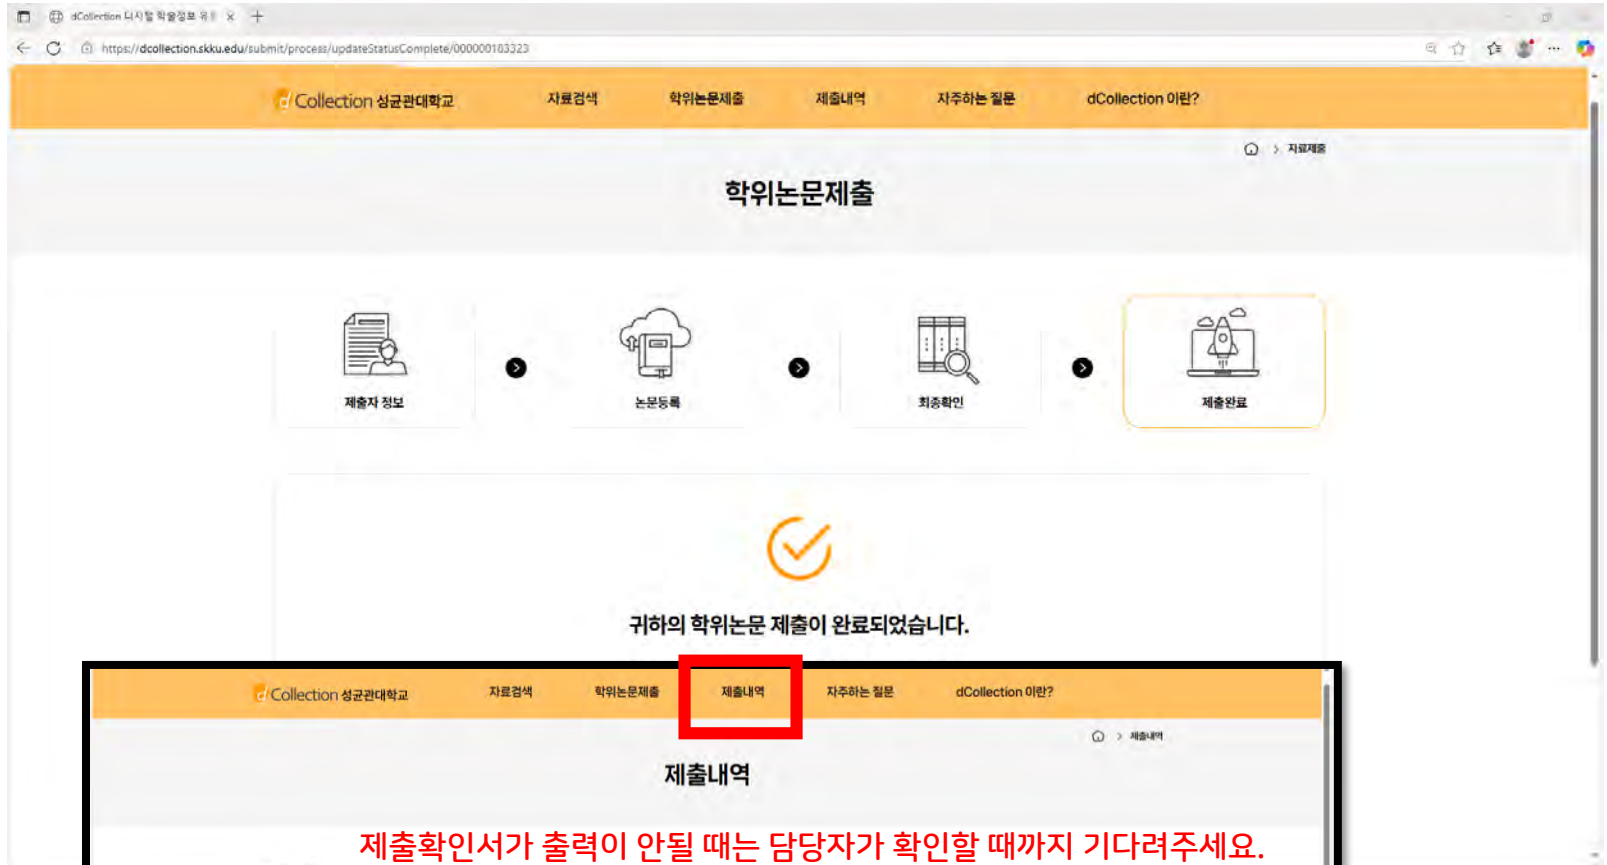 dCollection 디지털 학술정보 유
https://dcollection.skku.edu/submit/process/updateStatusComplete/000000183323
dCollection 성균관대학교 자료검색 학위논문제출 제출내역 자주하는 질문 dCollection 이란?
> 자료제출
학위논문제출
제출자 정보 논문등록 최종확인 제출완료
귀하의 학위논문 제출이 완료되었습니다.
dCollection 성균관대학교 자료검색 학위논문제출 제출내역 자주하는 질문 dCollection 이란?
> 제출내역
제출내역
제출확인서가 출력이 안될 때는 담당자가 확인할 때까지 기다려주세요.